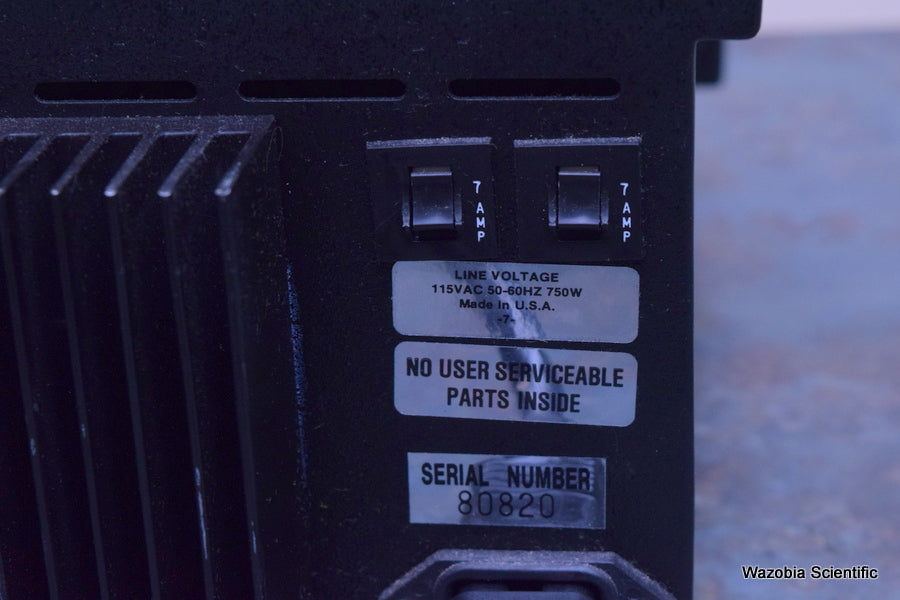 7 AMP
7 AMP
LINE VOLTAGE
115VAC 50-60HZ 750W
Made in U.S.A.
-7-
NO USER SERVICEABLE
PARTS INSIDE
SERIAL NUMBER
80820
Wazobia Scientific